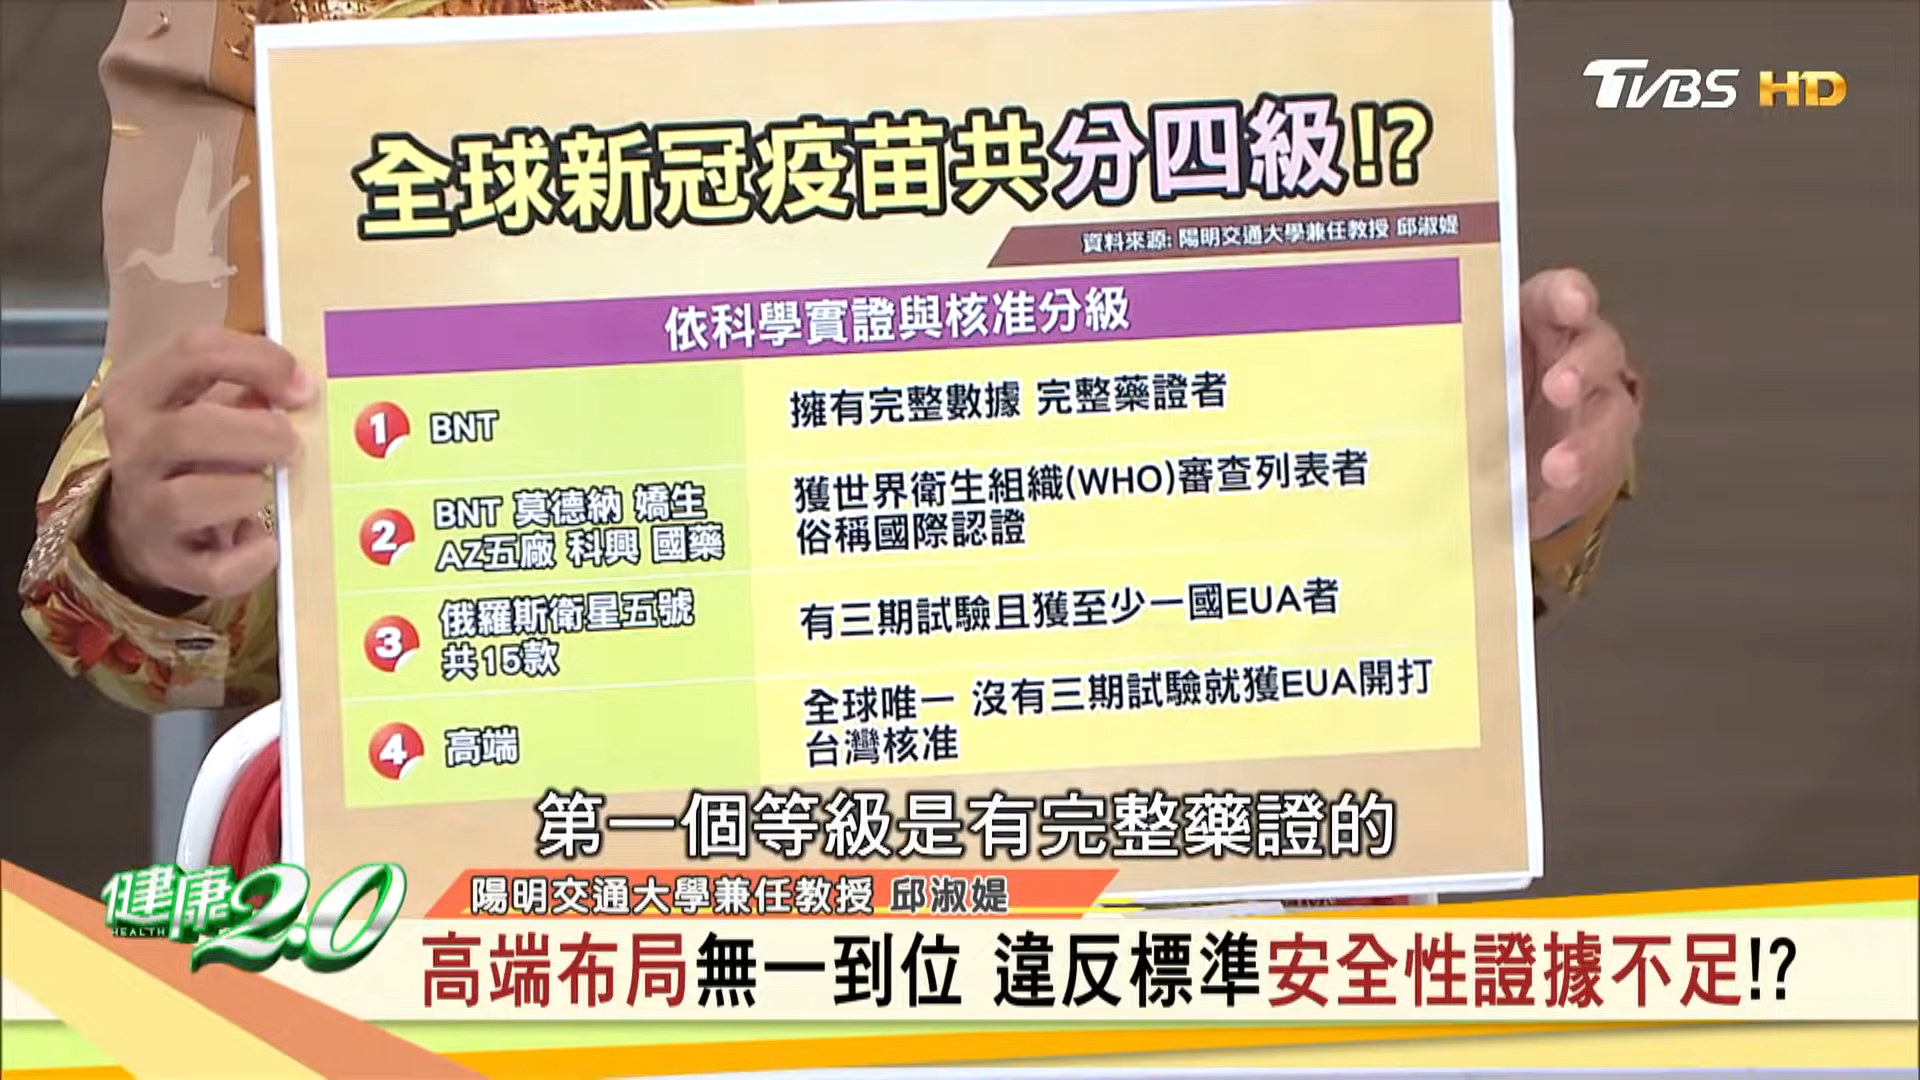 TVBS HD
全球新冠疫苗共分四級!?
資料來源: 陽明交通大學兼任教授 邱淑媞
依科學實證與核准分級
1 BNT
擁有完整數據 完整藥證者
2 BNT 莫德納 嬌生
AZ五廠 科興 國藥
獲世界衛生組織(WHO)審查列表者
俗稱國際認證
3 俄羅斯衛星五號
共15款
有三期試驗且獲至少一國EUA者
4 高端
全球唯一 沒有三期試驗就獲EUA開打
台灣核准
第一個等級是有完整藥證的
健康2.0
HEALTH
陽明交通大學兼任教授 邱淑媞
高端布局無一到位 違反標準安全性證據不足!?